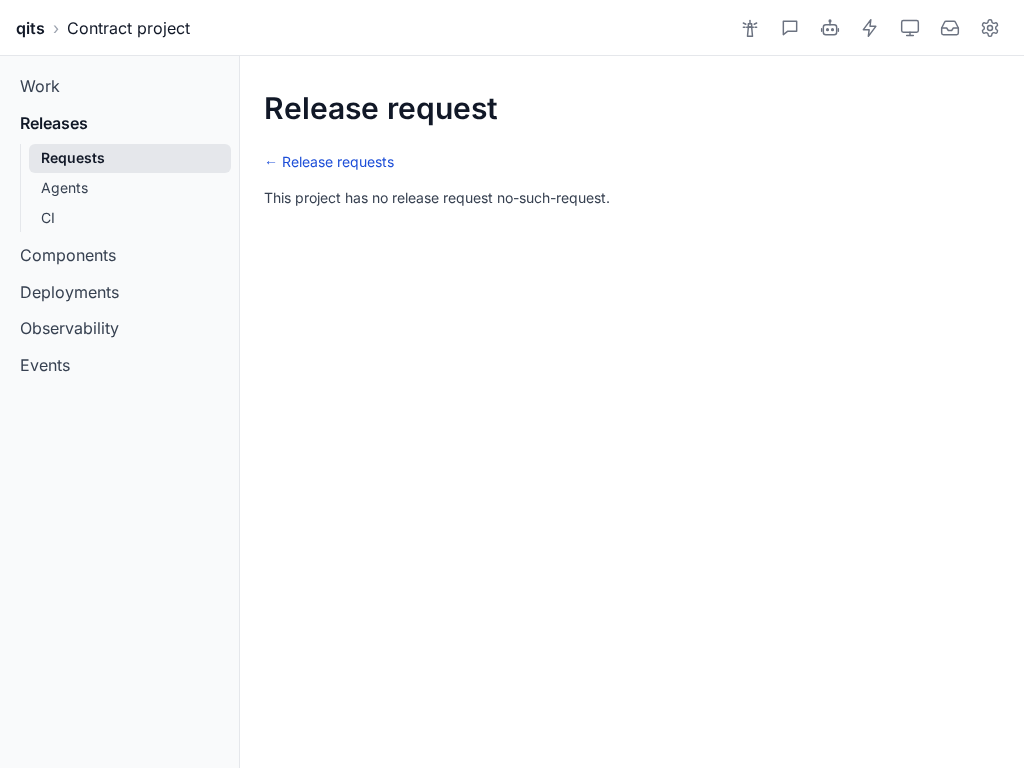 qits › Contract project
Work
Releases
Requests
Agents
CI
Components
Deployments
Observability
Events
Release request
← Release requests
This project has no release request no-such-request.